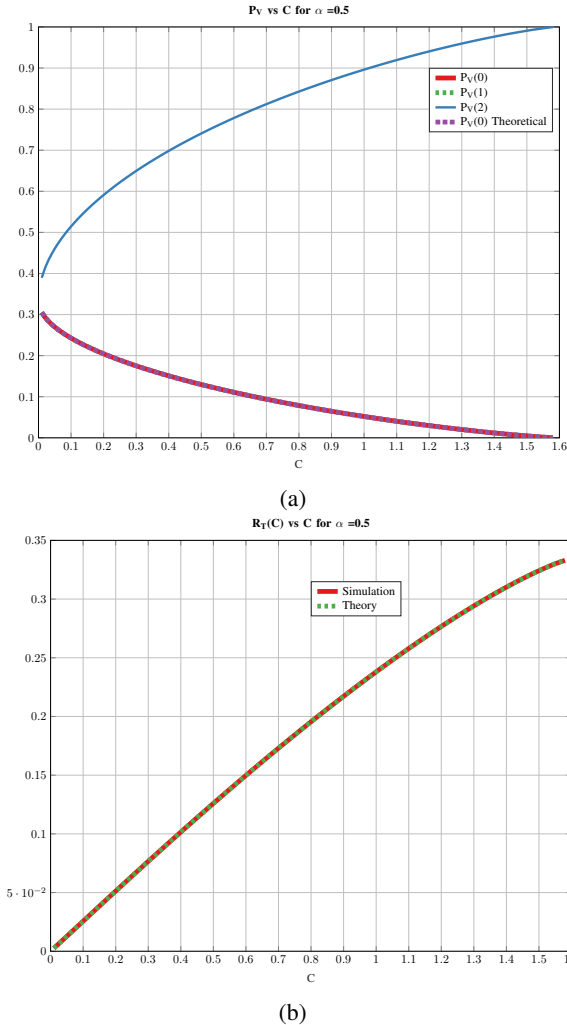 P_V vs C for α =0.5
1
0.9
0.8
0.7
0.6
0.5
0.4
0.3
0.2
0.1
0
P_V(0)
P_V(1)
P_V(2)
P_V(0) Theoretical
0 0.1 0.2 0.3 0.4 0.5 0.6 0.7 0.8 0.9 1 1.1 1.2 1.3 1.4 1.5 1.6
C
(a)
R_T(C) vs C for α =0.5
0.35
0.3
0.25
0.2
0.15
0.1
5 · 10⁻²
0
Simulation
Theory
0 0.1 0.2 0.3 0.4 0.5 0.6 0.7 0.8 0.9 1 1.1 1.2 1.3 1.4 1.5
C
(b)